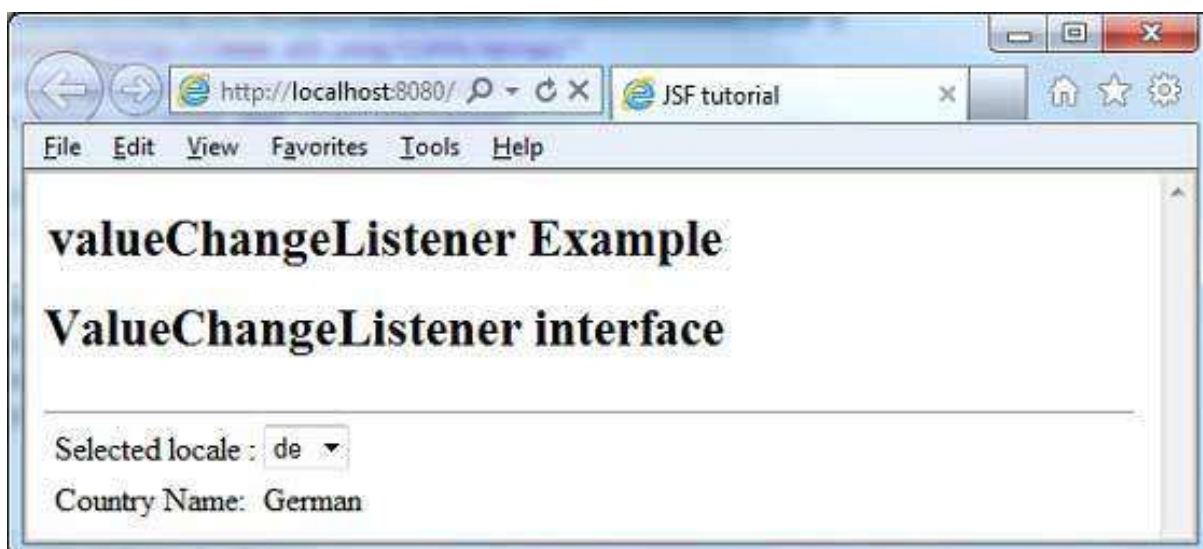 http://localhost:8080/
JSF tutorial
File Edit View Favorites Tools Help
valueChangeListener Example
ValueChangeListener interface
Selected locale : de
Country Name: German